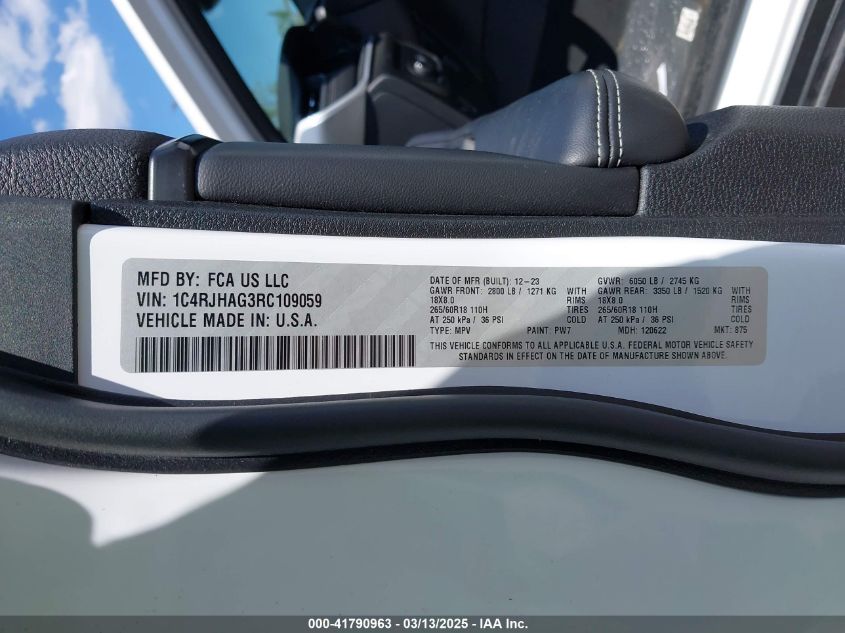 MFD BY: FCA US LLC
VIN: 1C4RJHAG3RC109059
VEHICLE MADE IN: U.S.A.
DATE OF MFR (BUILT): 12-23 GVWR: 6050 LB / 2745 KG
GAWR FRONT: 2800 LB / 1271 KG GAWR REAR: 3350 LB / 1520 KG
18X8.0 RIMS 18X8.0 RIMS
265/60R18 110H TIRES 265/60R18 110H TIRES
AT 250 kPa / 36 PSI COLD AT 250 kPa / 36 PSI COLD
TYPE: MPV PAINT: PW7 MDH: 120622 MKT: 875
THIS VEHICLE CONFORMS TO ALL APPLICABLE U.S.A. FEDERAL MOTOR VEHICLE SAFETY
STANDARDS IN EFFECT ON THE DATE OF MANUFACTURE SHOWN ABOVE.
000-41790963 / 03/13/2025 - IAA Inc.